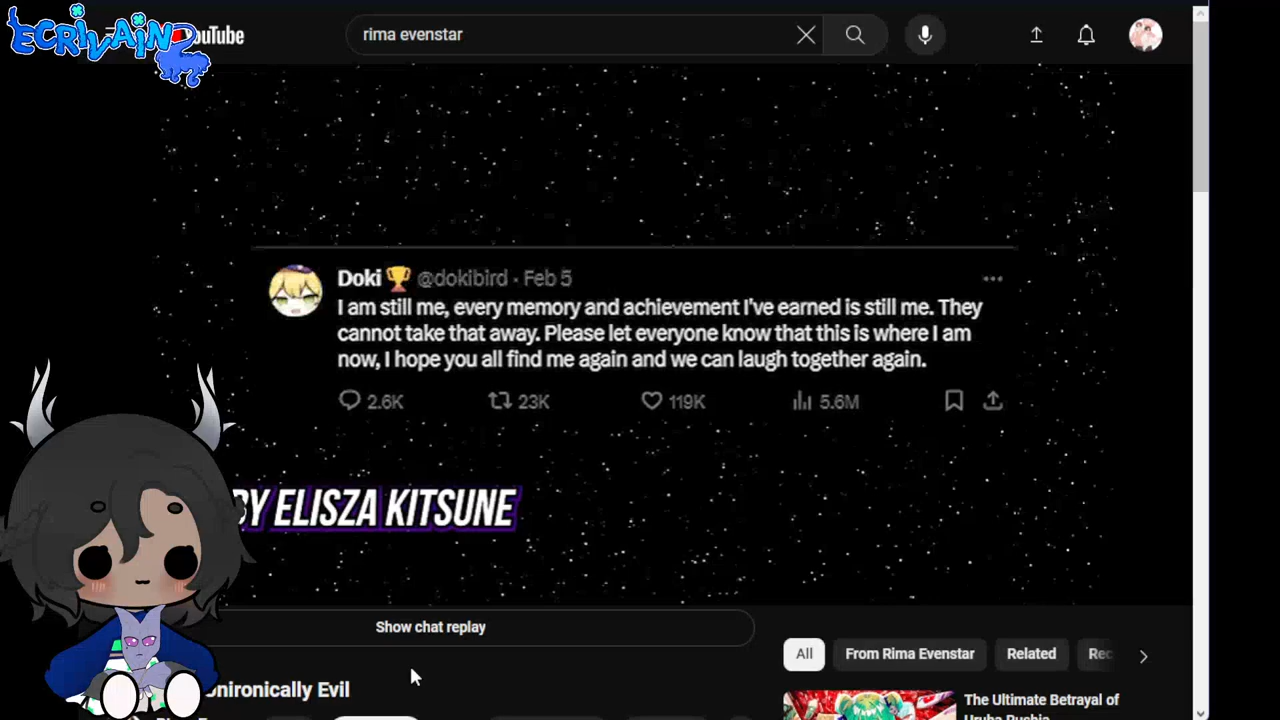 ECRIVAIN
YouTube
rima evenstar
Doki 🏆 @dokibird · Feb 5
I am still me, every memory and achievement I've earned is still me. They
cannot take that away. Please let everyone know that this is where I am
now, I hope you all find me again and we can laugh together again.
2.6K 23K 119K 5.6M
BY ELISZA KITSUNE
Show chat replay
All From Rima Evenstar Related Rec
nironically Evil
The Ultimate Betrayal of